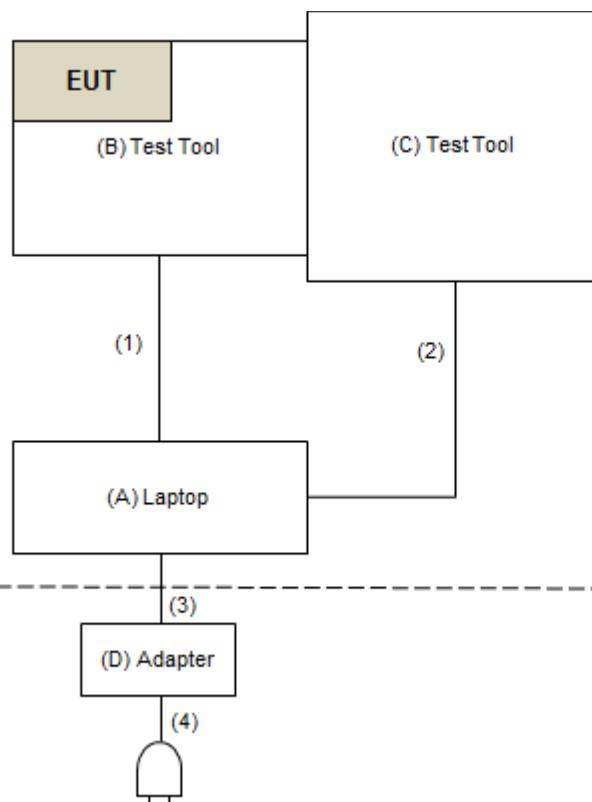 EUT
(B) Test Tool
(C) Test Tool
(1)
(2)
(A) Laptop
(3)
(D) Adapter
(4)